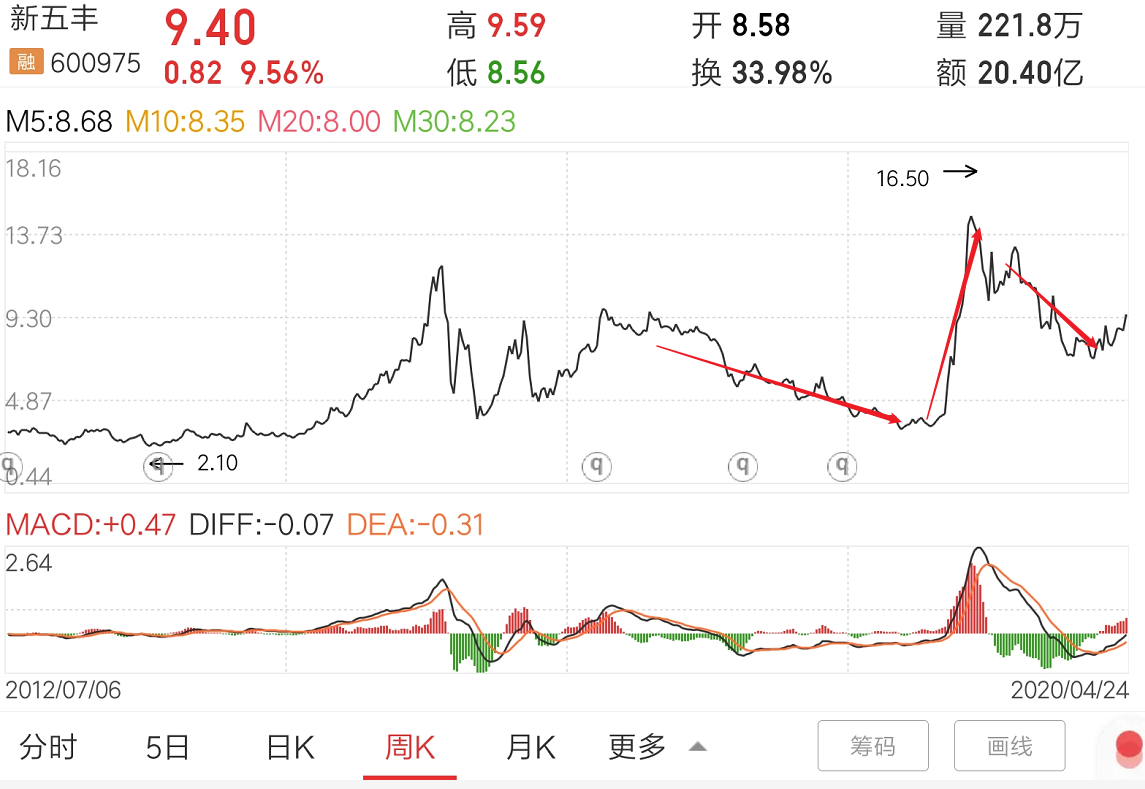 新五丰 9.40 高 9.59 开 8.58 量 221.8万
融 600975 0.82 9.56% 低 8.56 换 33.98% 额 20.40亿
M5:8.68 M10:8.35 M20:8.00 M30:8.23
18.16
16.50
13.73
9.30
4.87
2.10
q q q q q
0.44
MACD:+0.47 DIFF:-0.07 DEA:-0.31
2.64
2012/07/06 2020/04/24
分时 5日 日K 周K 月K 更多 筹码 画线